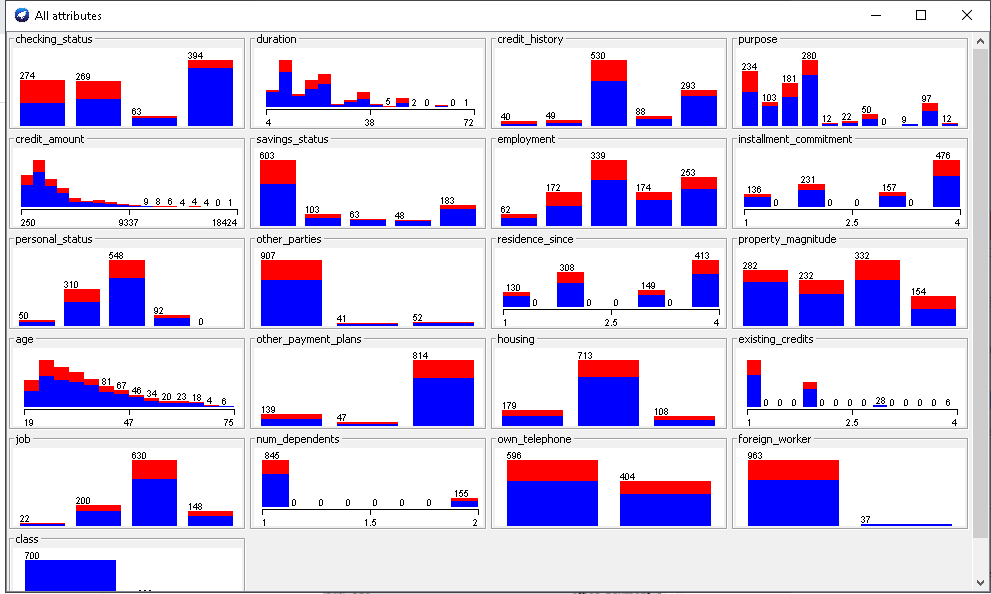 All attributes
checking_status
274 269 63 394
duration
5 2 0 0 1
4 38 72
credit_history
40 49 530 88 293
purpose
234 103 181 280 12 22 50 0 9 97 12
credit_amount
9 8 6 4 4 4 0 1
250 9337 18424
savings_status
603 103 63 48 183
employment
62 172 339 174 253
installment_commitment
136 0 231 0 0 157 0 476
1 2.5 4
personal_status
50 310 548 92 0
other_parties
907 41 52
residence_since
130 0 308 0 0 149 0 413
1 2.5 4
property_magnitude
282 232 332 154
age
81 67 46 34 20 23 18 4 6
19 47 75
other_payment_plans
139 47 814
housing
179 713 108
existing_credits
0 0 0 0 0 0 0 28 0 0 0 0 6
1 2.5 4
job
22 200 630 148
num_dependents
845 0 0 0 0 0 0 155
1 1.5 2
own_telephone
596 404
foreign_worker
963 37
class
700